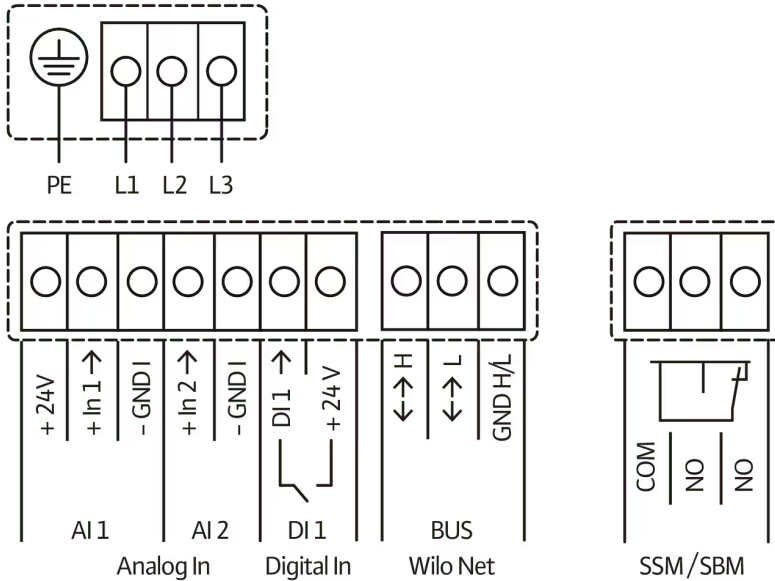 PE L1 L2 L3
+ 24V
+ In 1 →
- GND I
+ In 2 →
- GND I
DI 1 →
+ 24 V
↔ H
↔ L
GND H/L
COM
NO
NO
AI 1 AI 2 DI 1 BUS
Analog In Digital In Wilo Net SSM/SBM